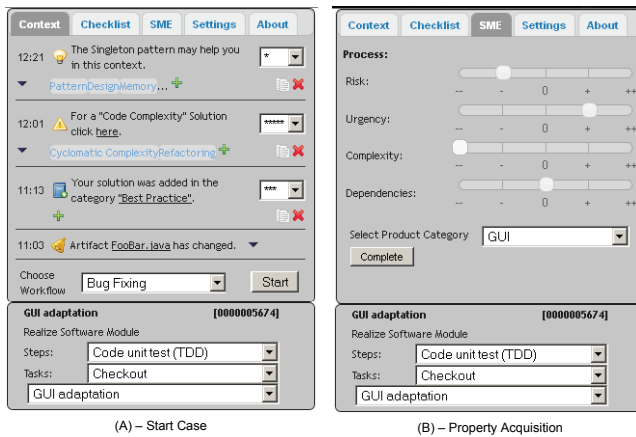 Context Checklist SME Settings About
12:21 The Singleton pattern may help you
in this context.
*
PatternDesignMemory...
12:01 For a "Code Complexity" Solution
click here.
*****
Cyclomatic ComplexityRefactoring
11:13 Your solution was added in the
category "Best Practice".
***
11:03 Artifact FooBar.java has changed.
Choose
Workflow
Bug Fixing
Start
GUI adaptation [0000005674]
Realize Software Module
Steps: Code unit test (TDD)
Tasks: Checkout
GUI adaptation
(A) – Start Case
Context Checklist SME Settings About
Process:
Risk:
-- - 0 + ++
Urgency:
-- - 0 + ++
Complexity:
-- - 0 + ++
Dependencies:
-- - 0 + ++
Select Product Category GUI
Complete
GUI adaptation [0000005674]
Realize Software Module
Steps: Code unit test (TDD)
Tasks: Checkout
GUI adaptation
(B) – Property Acquisition